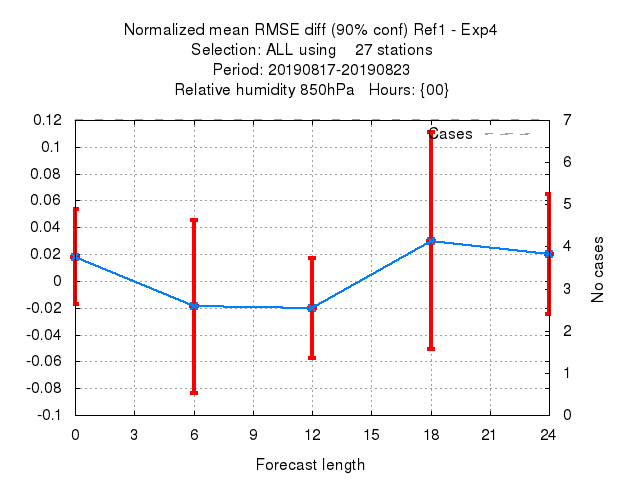 Normalized mean RMSE diff (90% conf) Ref1 - Exp4
Selection: ALL using    27 stations
Period: 20190817-20190823
Relative humidity 850hPa   Hours: {00}
Cases
0.12
0.1
0.08
0.06
0.04
0.02
0
-0.02
-0.04
-0.06
-0.08
-0.1
7
6
5
4
3
2
1
0
No cases
0 3 6 9 12 15 18 21 24
Forecast length